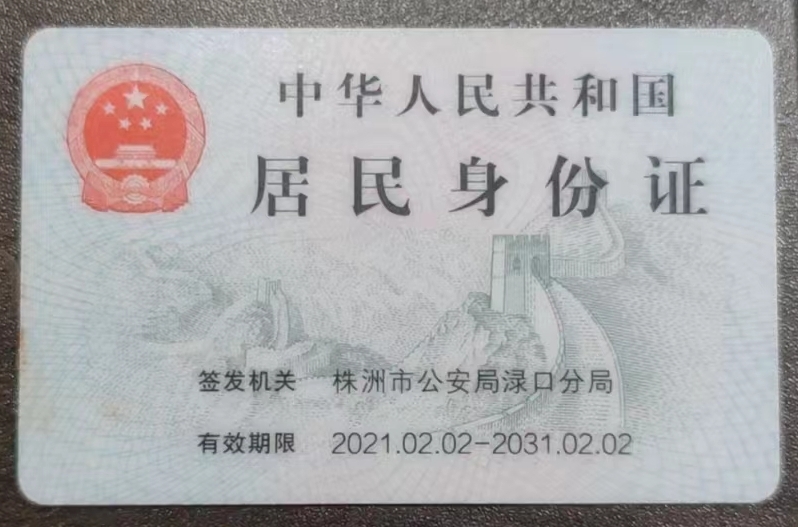 中华人民共和国
居民身份证
签发机关 株洲市公安局渌口分局
有效期限 2021.02.02-2031.02.02